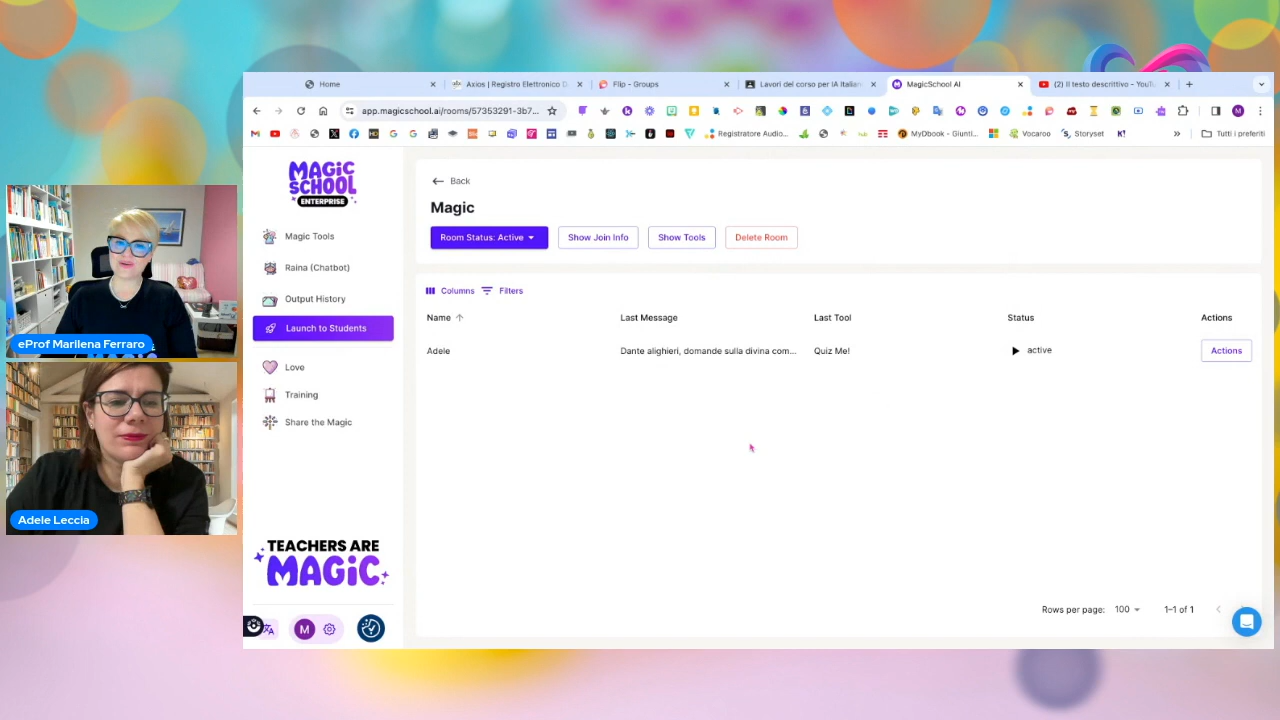 Home
Axios | Registro Elettronico D
Flip - Groups
Lavori del corso per IA Italian
MagicSchool AI
(2) Il testo descrittivo - YouTu
app.magicschool.ai/rooms/57353291-3b7...
Registratore Audio...
MyDbook - Giunti...
Vocaroo
Storyset
Tutti i preferiti
MAGIC
SCHOOL
ENTERPRISE
Magic Tools
Raina (Chatbot)
Output History
Launch to Students
Love
Training
Share the Magic
TEACHERS ARE
MAGIC
M
Back
Magic
Room Status: Active
Show Join Info
Show Tools
Delete Room
Columns
Filters
Name
Last Message
Last Tool
Status
Actions
Adele
Dante alighieri, domande sulla divina com...
Quiz Me!
active
Actions
Rows per page: 100
1–1 of 1
eProf Marilena Ferraro
Adele Leccia